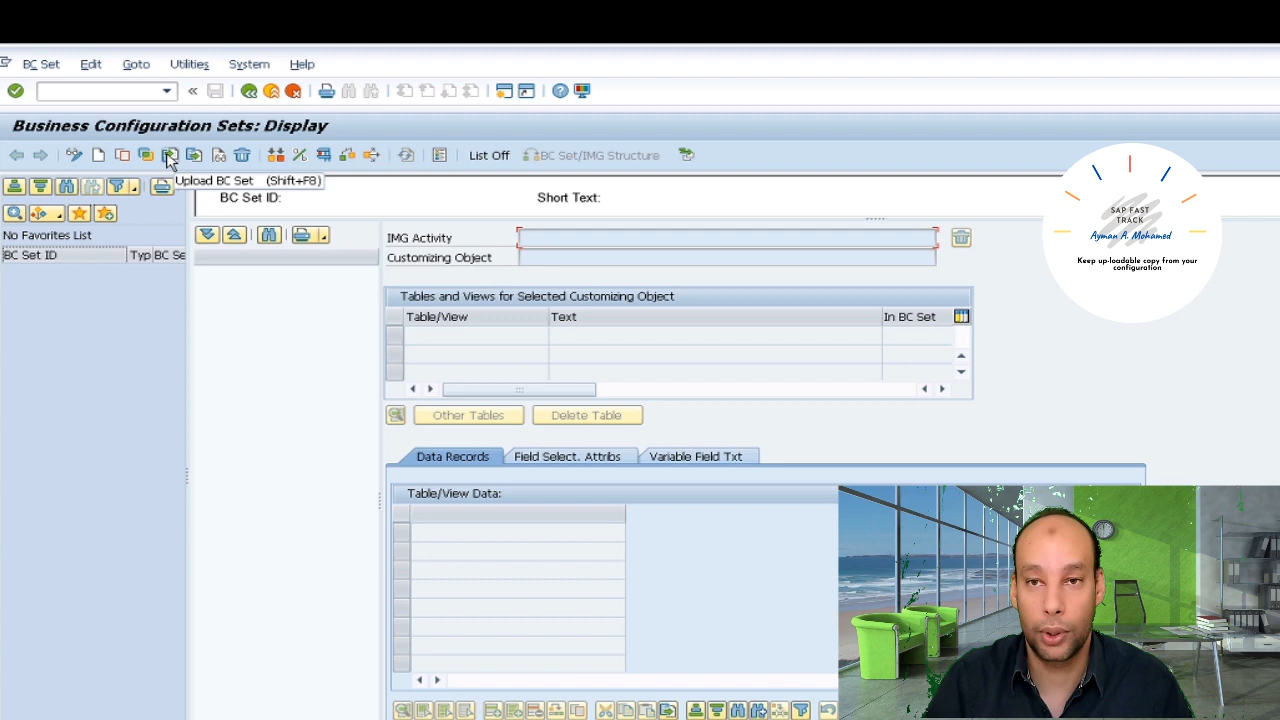 BC Set Edit Goto Utilities System Help
Business Configuration Sets: Display
List Off BC Set/IMG Structure
Upload BC Set (Shift+F8)
BC Set ID: Short Text:
No Favorites List
BC Set ID Typ BC Se
IMG Activity
Customizing Object
Tables and Views for Selected Customizing Object
Table/View Text In BC Set
Other Tables Delete Table
Data Records Field Select. Attribs Variable Field Txt
Table/View Data:
SAP FAST
TRACK
Ayman A. Mohamed
Keep up-loadable copy from your
configuration